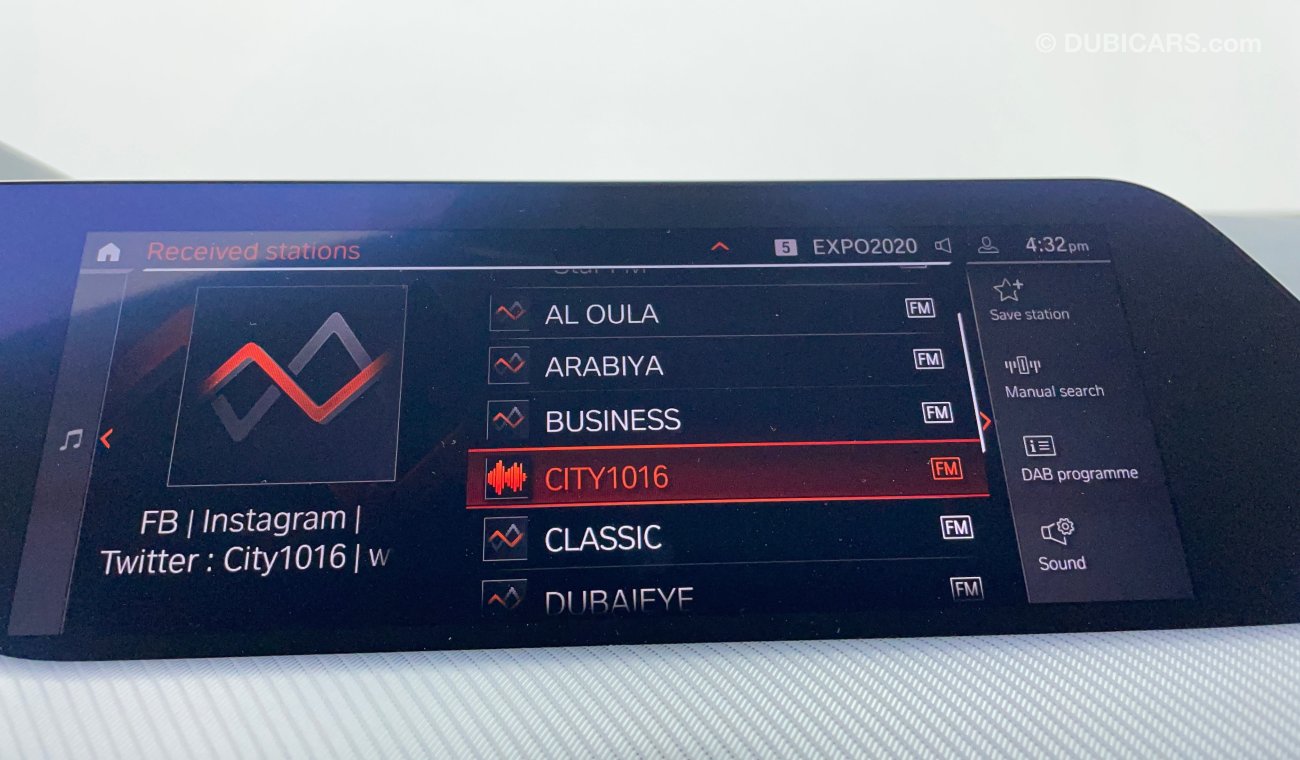 © DUBICARS.com
Received stations
5 EXPO2020
4:32pm
AL OULA FM
ARABIYA FM
BUSINESS FM
CITY1016 FM
CLASSIC FM
DUBAIEYE FM
FB | Instagram |
Twitter : City1016 | w
Save station
Manual search
DAB programme
Sound